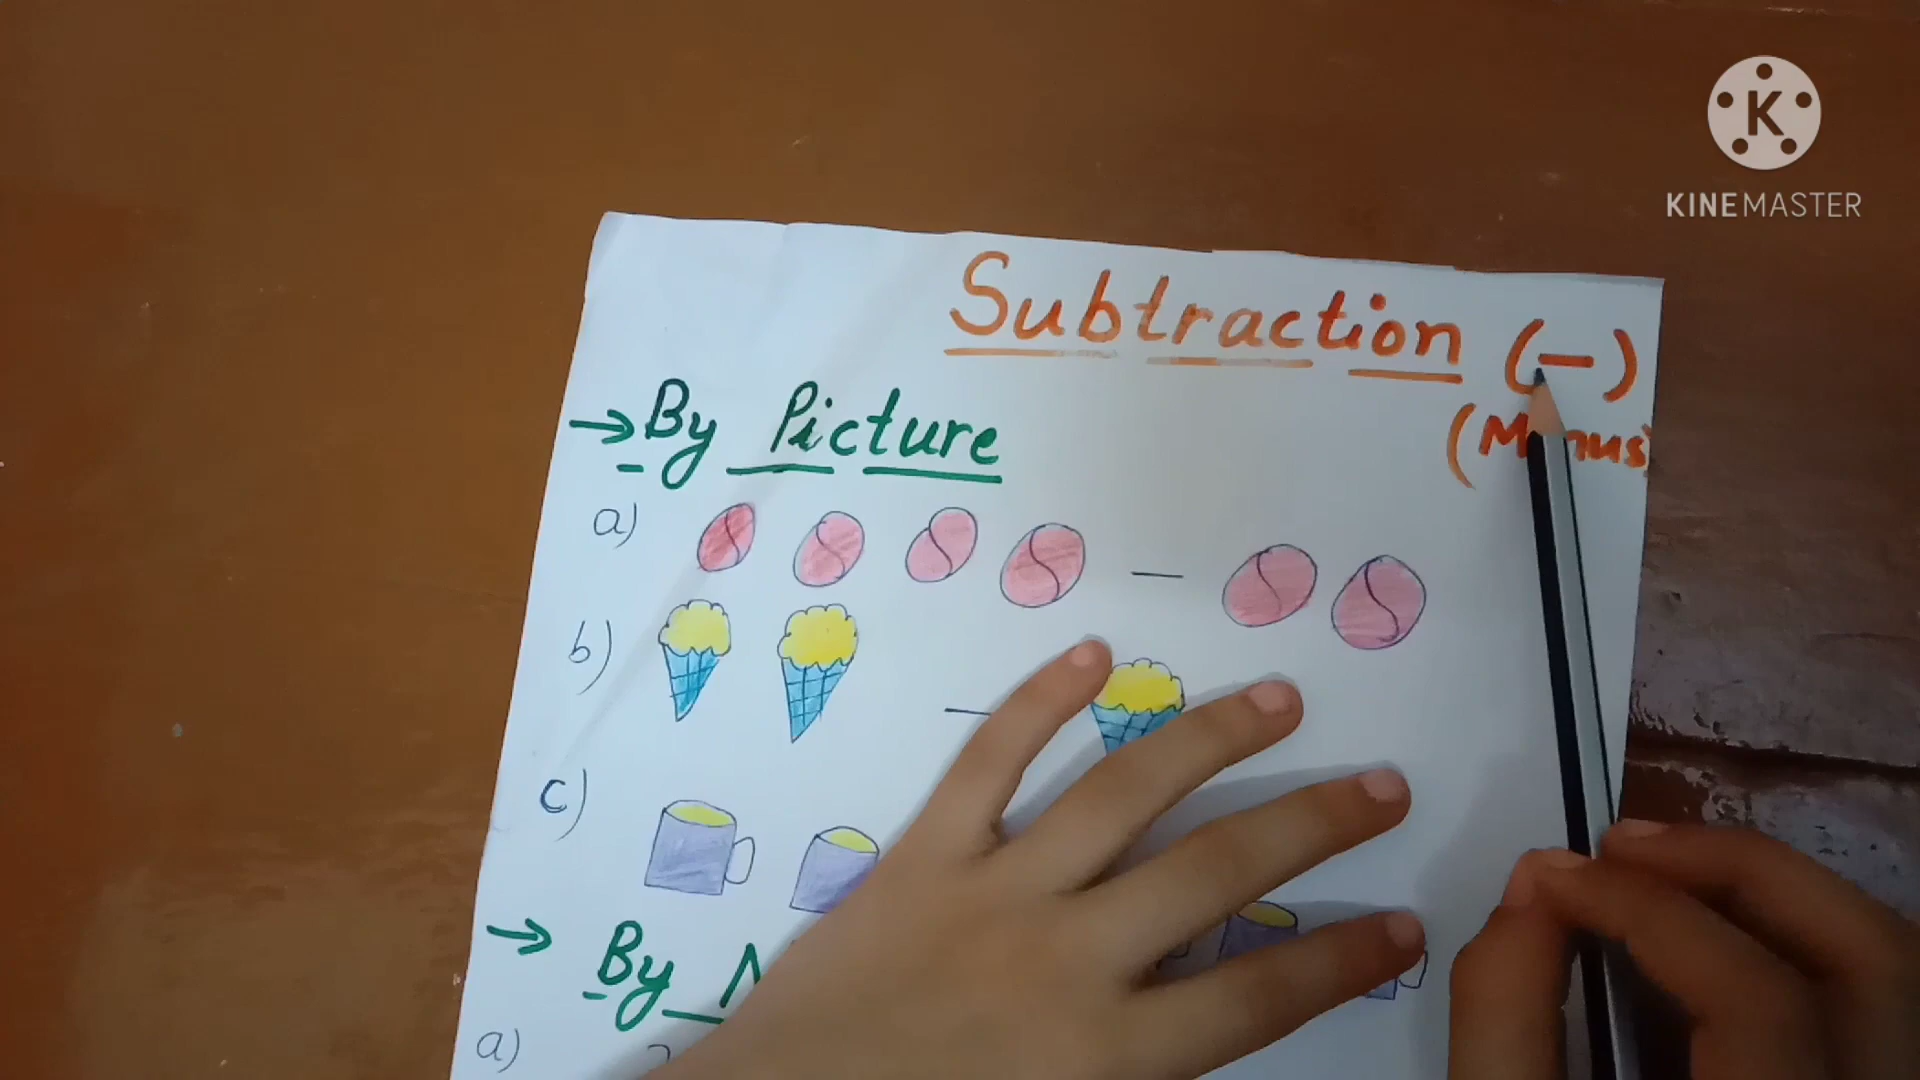 KINEMASTER
Subtraction (-)
→ By Picture
a) -
b) -
c)
→ By
a)